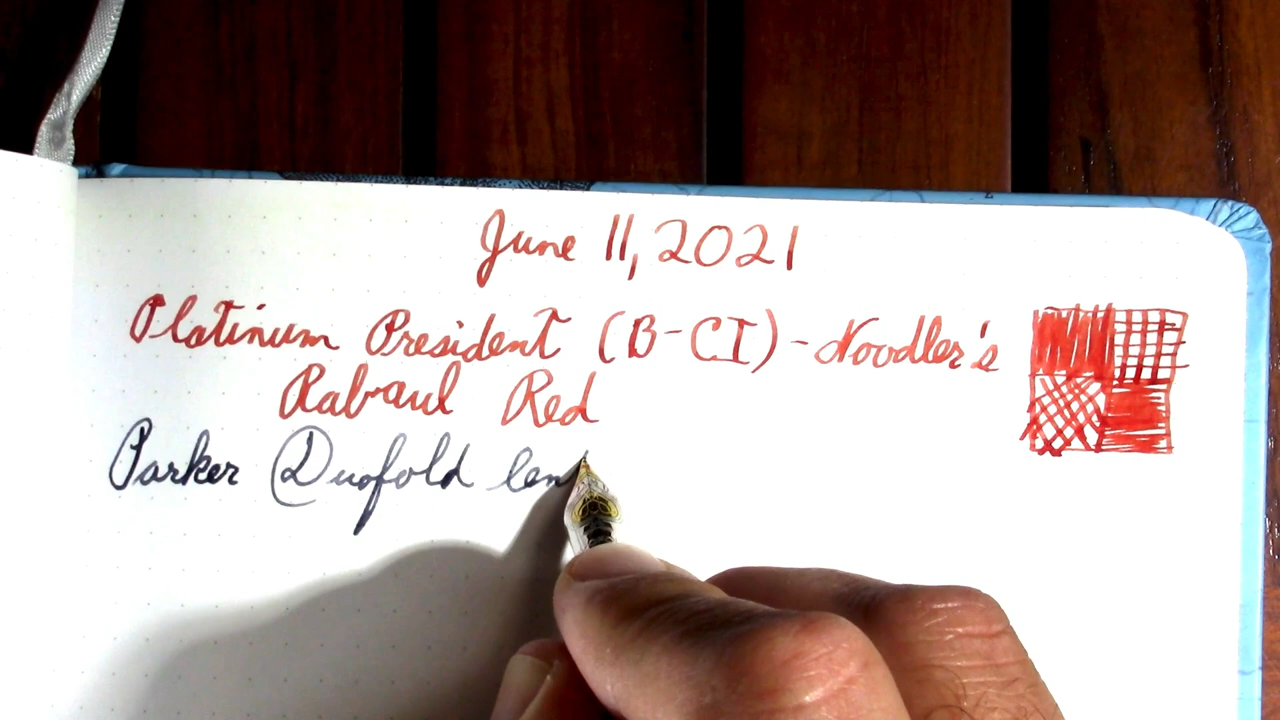 June 11, 2021
Platinum President (B-CI) - Noodler's
Rabaul Red
Parker Duofold